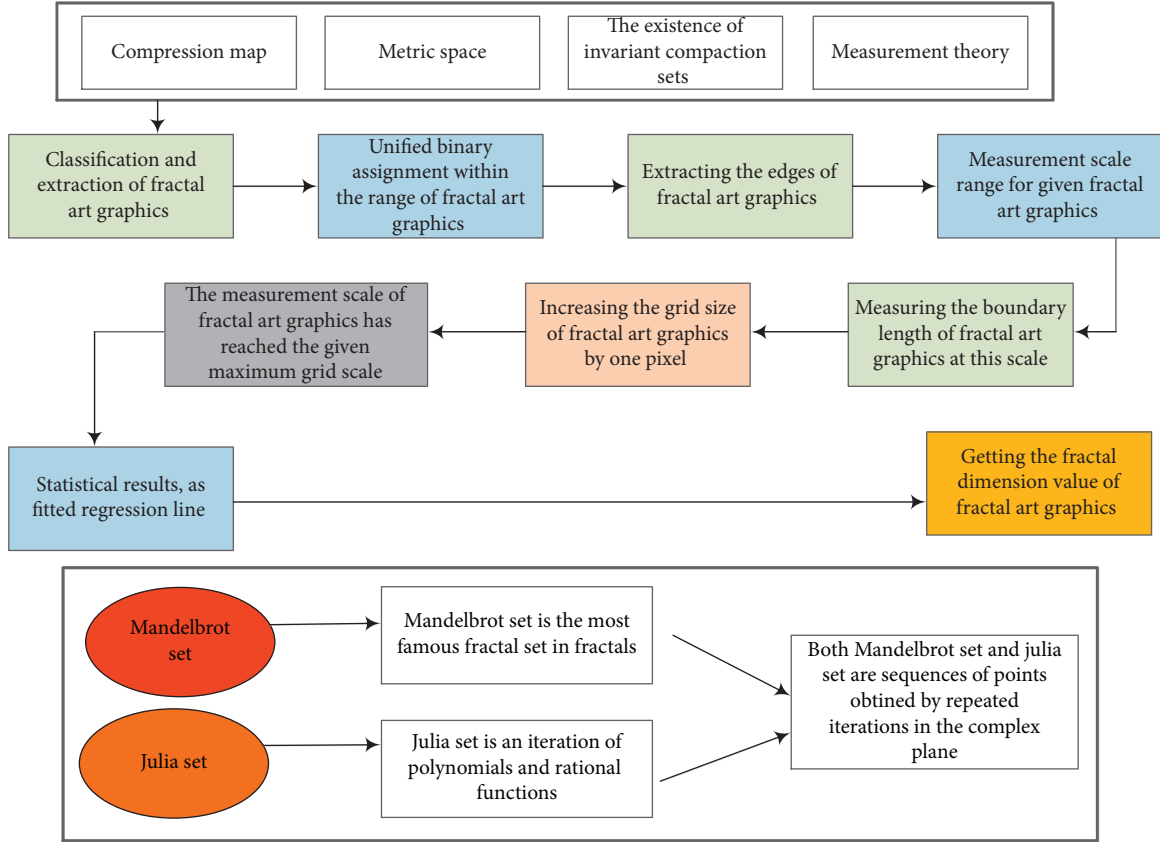 Compression map
Metric space
The existence of
invariant compaction
sets
Measurement theory
Classification and
extraction of fractal
art graphics
Unified binary
assignment within
the range of fractal art
graphics
Extracting the edges of
fractal art graphics
Measurement scale
range for given fractal
art graphics
The measurement scale of
fractal art graphics has
reached the given
maximum grid scale
Increasing the grid size
of fractal art graphics
by one pixel
Measuring the boundary
length of fractal art
graphics at this scale
Statistical results, as
fitted regression line
Getting the fractal
dimension value of
fractal art graphics
Mandelbrot
set
Mandelbrot set is the most
famous fractal set in fractals
Both Mandelbrot set and julia
set are sequences of points
obtined by repeated
iterations in the complex
plane
Julia set
Julia set is an iteration of
polynomials and rational
functions